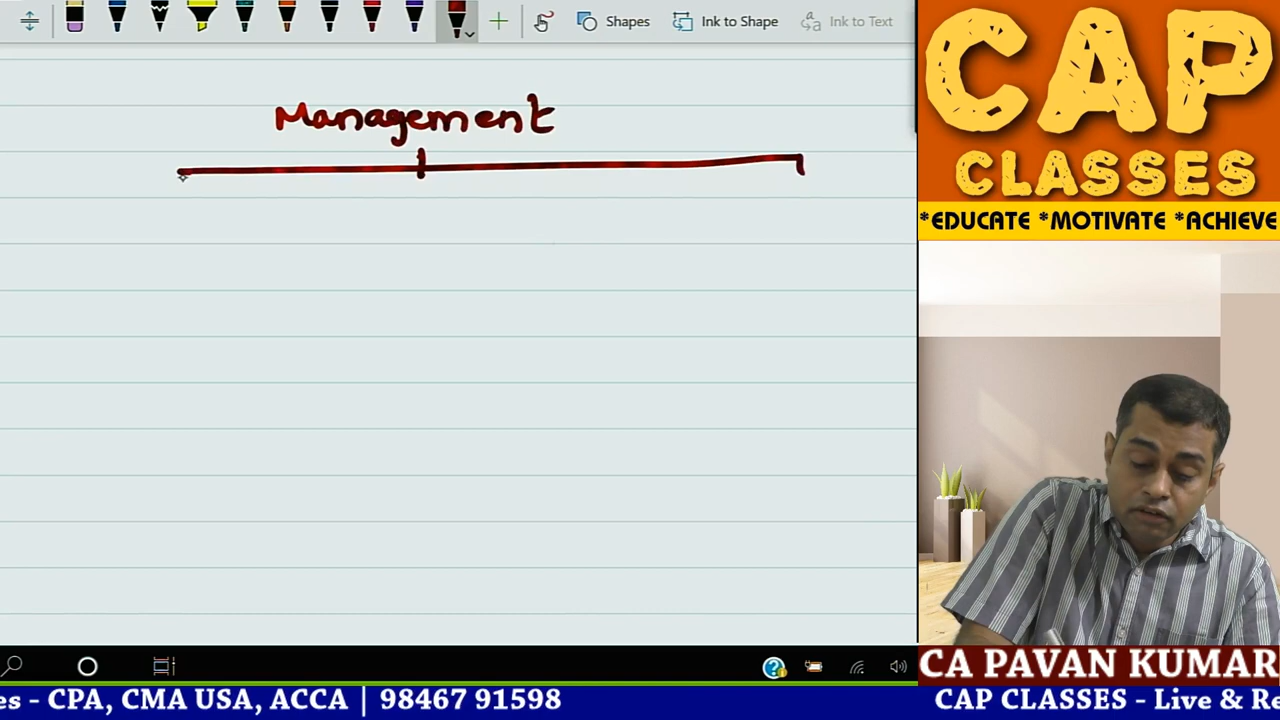 Shapes
Ink to Shape
Ink to Text
Management
CAP
CLASSES
*EDUCATE *MOTIVATE *ACHIEVE
CA PAVAN KUMAR
es - CPA, CMA USA, ACCA | 98467 91598
CAP CLASSES - Live & Re